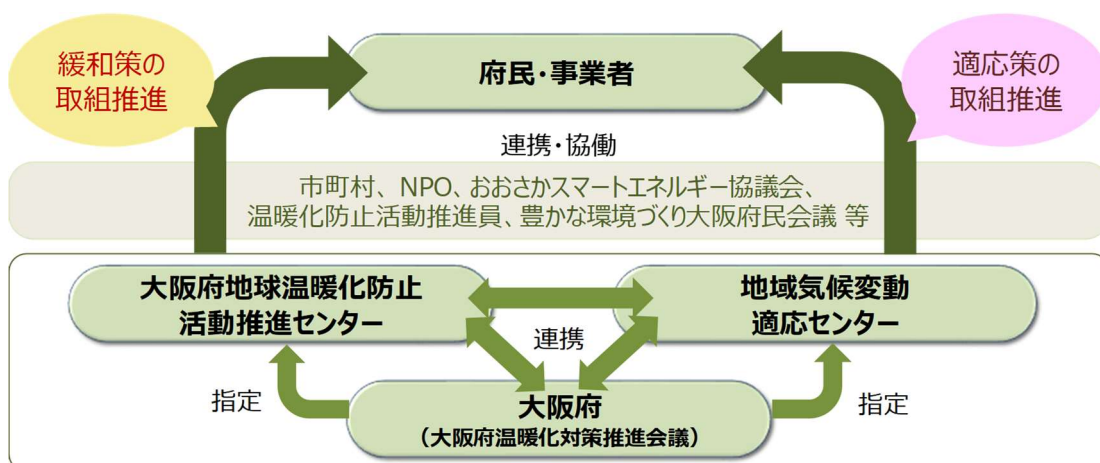 緩和策の
取組推進
府民・事業者
適応策の
取組推進
連携・協働
市町村、NPO、おおさかスマートエネルギー協議会、
温暖化防止活動推進員、豊かな環境づくり大阪府民会議 等
大阪府地球温暖化防止
活動推進センター
地域気候変動
適応センター
連携
指定
指定
大阪府
（大阪府温暖化対策推進会議）